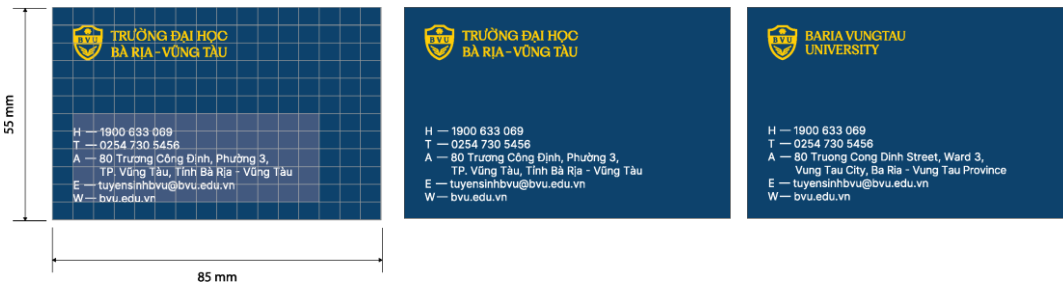 55 mm
BVU
TRƯỜNG ĐẠI HỌC
BÀ RỊA - VŨNG TÀU
H — 1900 633 069
T — 0254 730 5456
A — 80 Trương Công Định, Phường 3,
TP. Vũng Tàu, Tỉnh Bà Rịa - Vũng Tàu
E — tuyensinhbvu@bvu.edu.vn
W — bvu.edu.vn
85 mm
BVU
TRƯỜNG ĐẠI HỌC
BÀ RỊA - VŨNG TÀU
H — 1900 633 069
T — 0254 730 5456
A — 80 Trương Công Định, Phường 3,
TP. Vũng Tàu, Tỉnh Bà Rịa - Vũng Tàu
E — tuyensinhbvu@bvu.edu.vn
W — bvu.edu.vn
BVU
BARIA VUNGTAU
UNIVERSITY
H — 1900 633 069
T — 0254 730 5456
A — 80 Truong Cong Dinh Street, Ward 3,
Vung Tau City, Ba Ria - Vung Tau Province
E — tuyensinhbvu@bvu.edu.vn
W — bvu.edu.vn